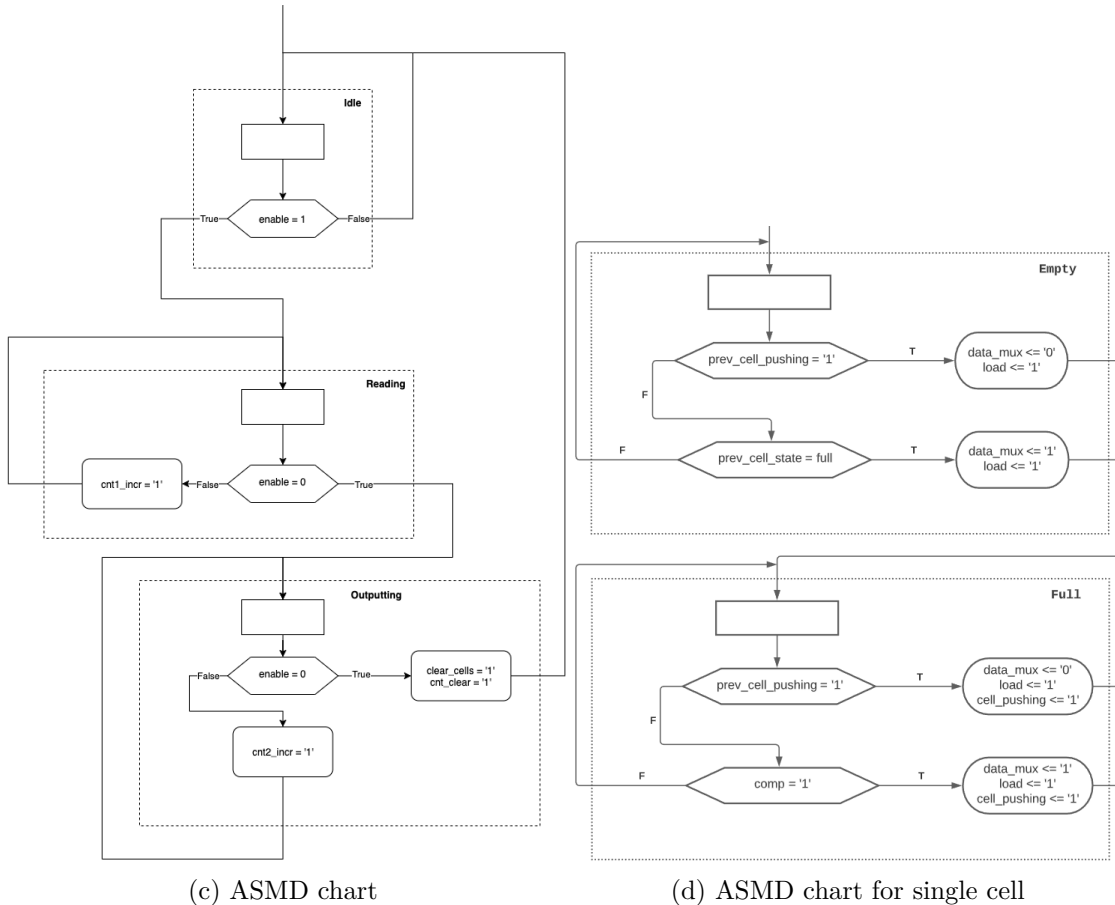 Idle
enable = 1
True
False
Reading
enable = 0
False
True
cnt1_incr = '1'
Outputting
enable = 0
False
True
clear_cells = '1'
cnt_clear = '1'
cnt2_incr = '1'
(c) ASMD chart
Empty
prev_cell_pushing = '1'
T
data_mux <= '0'
load <= '1'
F
prev_cell_state = full
F
T
data_mux <= '1'
load <= '1'
Full
prev_cell_pushing = '1'
T
data_mux <= '0'
load <= '1'
cell_pushing <= '1'
F
comp = '1'
F
T
data_mux <= '1'
load <= '1'
cell_pushing <= '1'
(d) ASMD chart for single cell